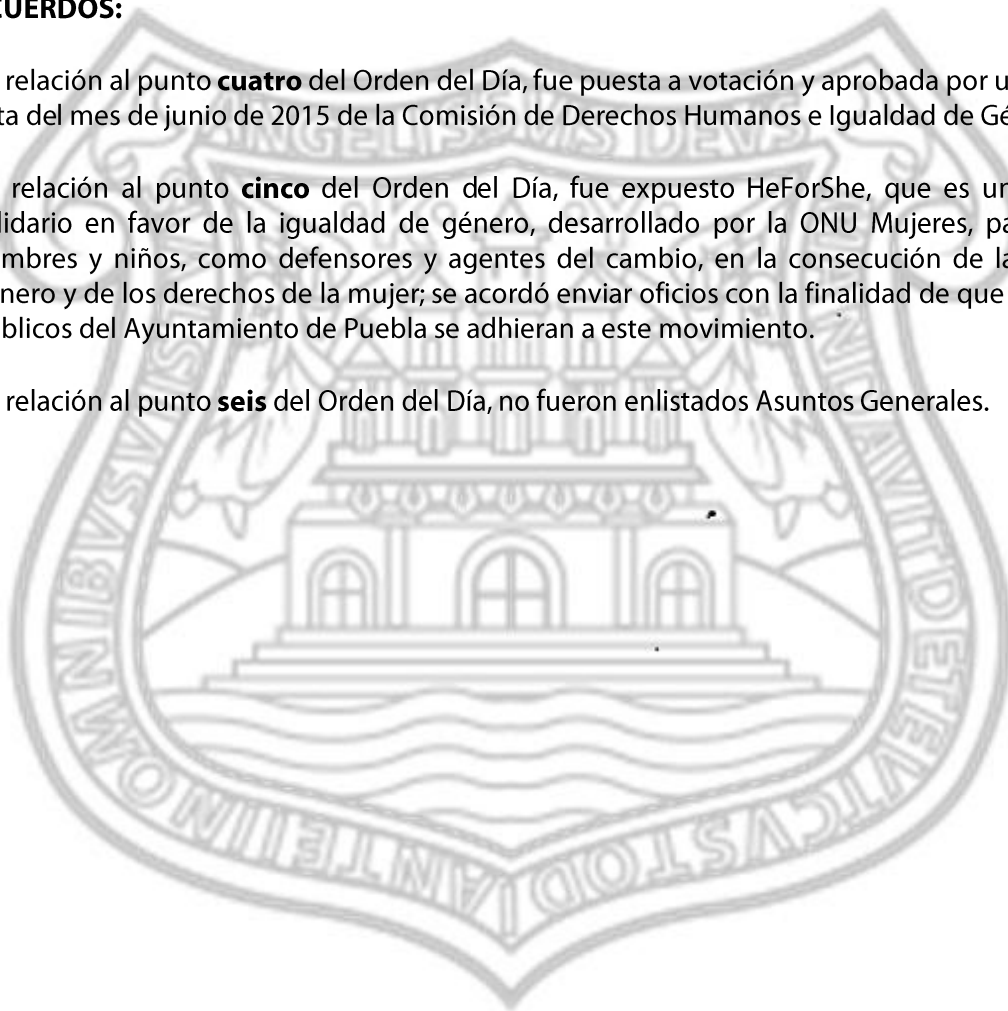 CUERDOS:
relación al punto cuatro del Orden del Día, fue puesta a votación y aprobada por u
ta del mes de junio de 2015 de la Comisión de Derechos Humanos e Igualdad de Gé
relación al punto cinco del Orden del Día, fue expuesto HeForShe, que es un
lidario en favor de la igualdad de género, desarrollado por la ONU Mujeres, pa
mbres y niños, como defensores y agentes del cambio, en la consecución de la
nero y de los derechos de la mujer; se acordó enviar oficios con la finalidad de que
blicos del Ayuntamiento de Puebla se adhieran a este movimiento.
relación al punto seis del Orden del Día, no fueron enlistados Asuntos Generales.
ANGELIS SVIS DEVS